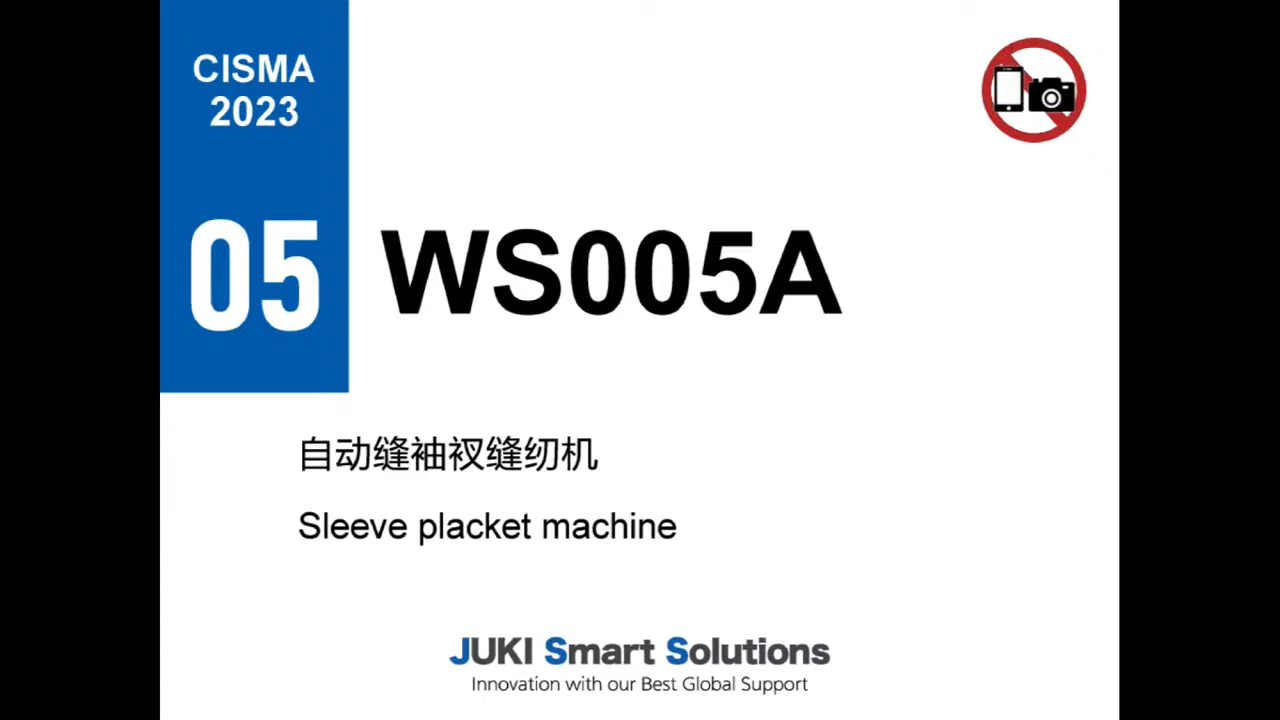 CISMA
2023
05
WS005A
自动缝袖衩缝纫机
Sleeve placket machine
JUKI Smart Solutions
Innovation with our Best Global Support